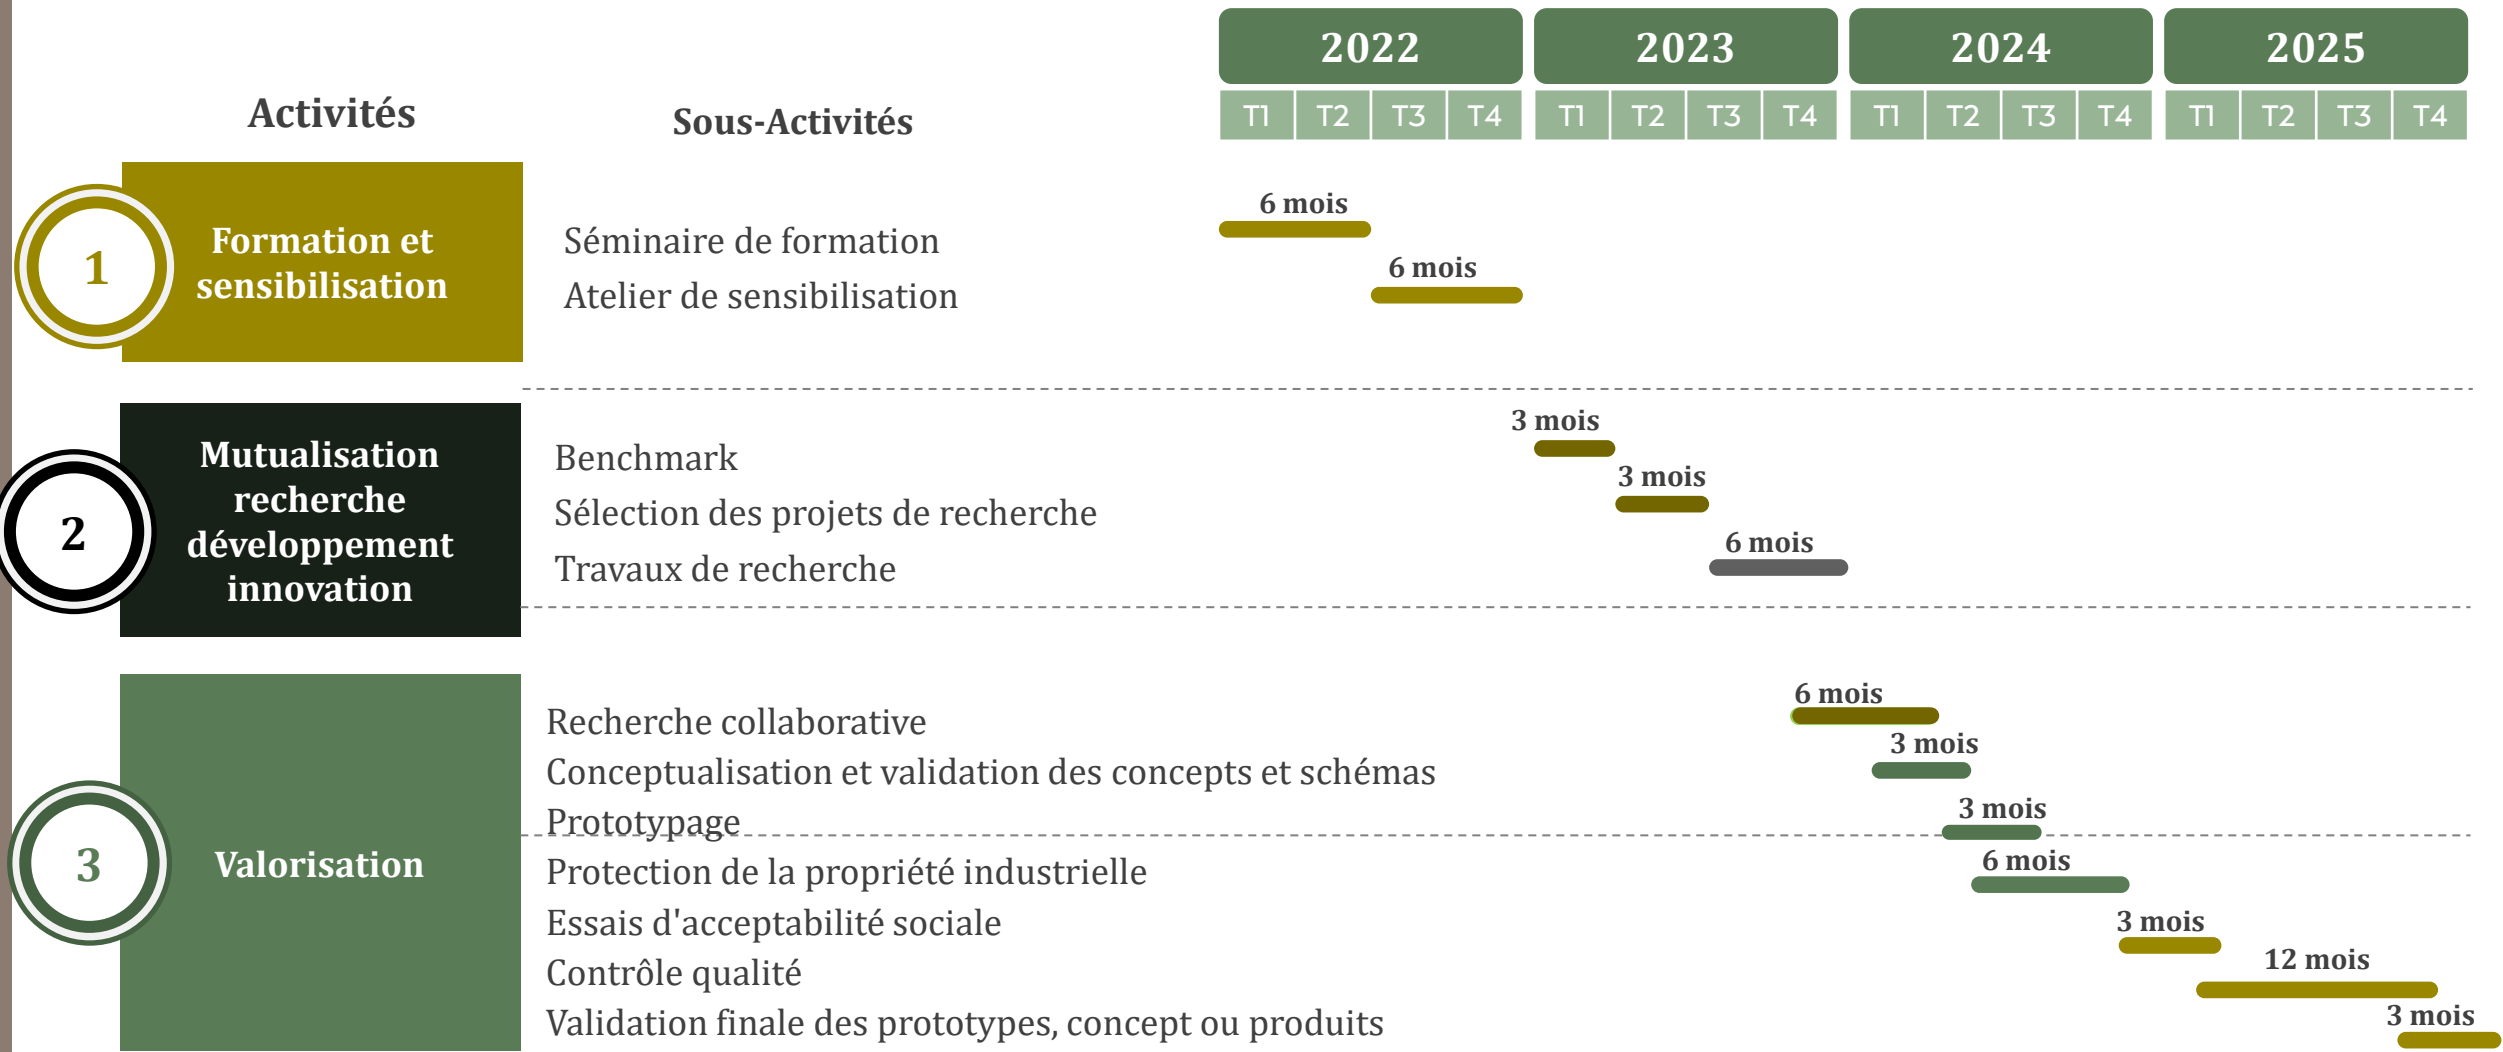 2022 2023 2024 2025
T1 T2 T3 T4 T1 T2 T3 T4 T1 T2 T3 T4 T1 T2 T3 T4
Activités
Sous-Activités
1
Formation et
sensibilisation
Séminaire de formation
6 mois
Atelier de sensibilisation
6 mois
2
Mutualisation
recherche
développement
innovation
Benchmark
3 mois
Sélection des projets de recherche
3 mois
Travaux de recherche
6 mois
3
Valorisation
Recherche collaborative
6 mois
Conceptualisation et validation des concepts et schémas
3 mois
Prototypage
3 mois
Protection de la propriété industrielle
6 mois
Essais d'acceptabilité sociale
3 mois
Contrôle qualité
12 mois
Validation finale des prototypes, concept ou produits
3 mois